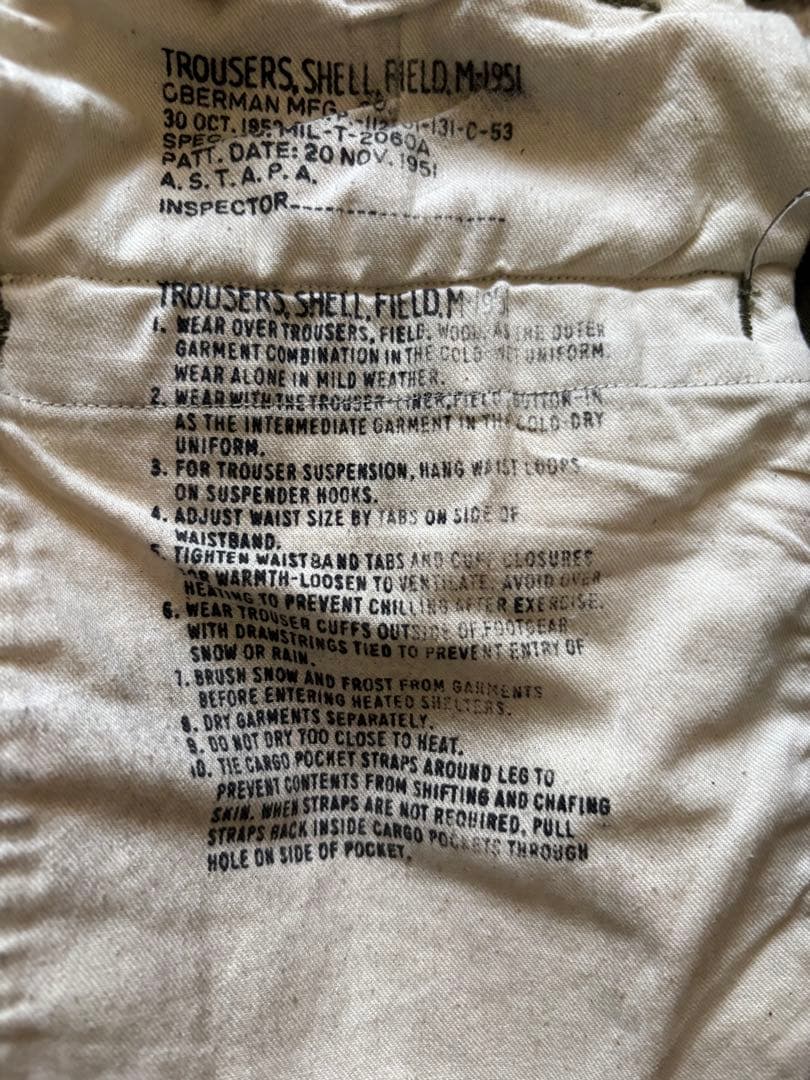 TROUSERS, SHELL, FIELD, M-1951
OBERMAN MFG. CO.
30 OCT. 195 -131-C-53
SPEC. MIL-T-2060A
PATT. DATE: 20 NOV. 1951
A.S.T.A.P.A.
INSPECTOR--------------------
TROUSERS, SHELL, FIELD, M-1951
1. WEAR OVER TROUSERS, FIELD, WOOL, AS THE OUTER
GARMENT COMBINATION IN THE COLD-WET UNIFORM.
WEAR ALONE IN MILD WEATHER.
2. WEAR WITH THE TROUSER-LINER, FIELD BUTTON-IN
AS THE INTERMEDIATE GARMENT IN THE COLD-DRY
UNIFORM.
3. FOR TROUSER SUSPENSION, HANG WAIST LOOPS
ON SUSPENDER HOOKS.
4. ADJUST WAIST SIZE BY TABS ON SIDE OF
WAISTBAND.
5. TIGHTEN WAISTBAND TABS AND CUFF CLOSURES
FOR WARMTH-LOOSEN TO VENTILATE. AVOID OVER
HEATING TO PREVENT CHILLING AFTER EXERCISE.
6. WEAR TROUSER CUFFS OUTSIDE OF FOOTGEAR
WITH DRAWSTRINGS TIED TO PREVENT ENTRY OF
SNOW OR RAIN.
7. BRUSH SNOW AND FROST FROM GARMENTS
BEFORE ENTERING HEATED SHELTERS.
8. DRY GARMENTS SEPARATELY.
9. DO NOT DRY TOO CLOSE TO HEAT.
10. TIE CARGO POCKET STRAPS AROUND LEG TO
PREVENT CONTENTS FROM SHIFTING AND CHAFING
SKIN. WHEN STRAPS ARE NOT REQUIRED, PULL
STRAPS BACK INSIDE CARGO POCKETS THROUGH
HOLE ON SIDE OF POCKET.